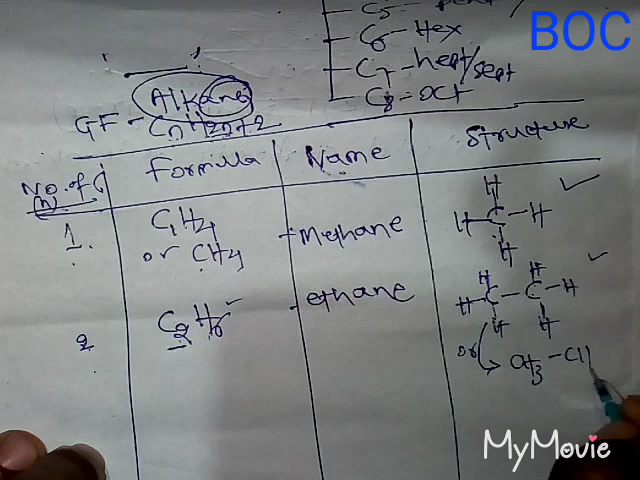 BOC
C6 - Hex
C7 - hept/sept
C8 - oct
Alkane
GF - CnH2n+2
No. of C (n)
Formula
Name
Structure
1.
C1H4
or CH4
Methane
H
H-C-H
H
2
C2H6
ethane
H H
H-C-C-H
H H
or
CH3-C
MyMovie